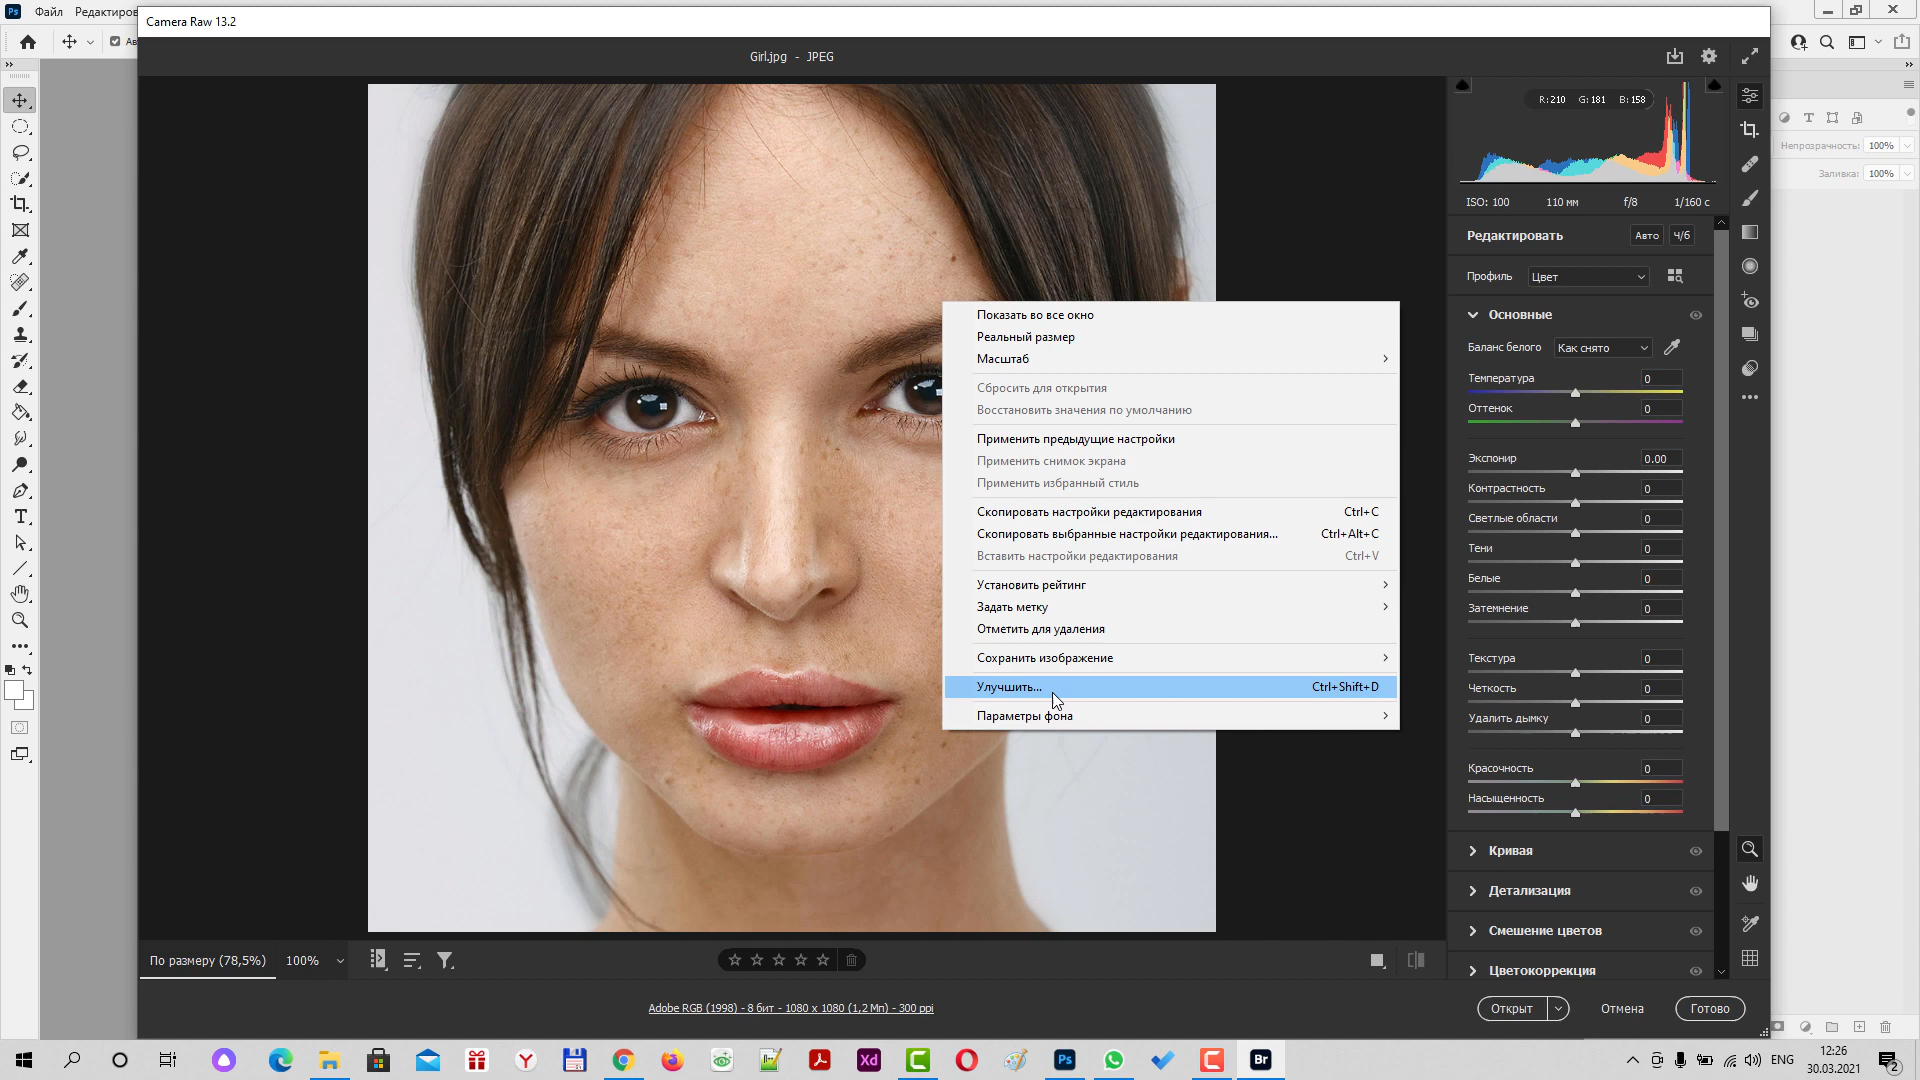 Ps Файл Редактиров
Camera Raw 13.2
Girl.jpg - JPEG
Ав
R:210 G:181 B:158
ISO: 100 110 мм f/8 1/160 с
Редактировать Авто Ч/б
Профиль Цвет
Основные
Баланс белого Как снято
Температура 0
Оттенок 0
Экспонир 0.00
Контрастность 0
Светлые области 0
Тени 0
Белые 0
Затемнение 0
Текстура 0
Четкость 0
Удалить дымку 0
Красочность 0
Насыщенность 0
Кривая
Детализация
Смешение цветов
Цветокоррекция
Непрозрачность: 100%
Заливка: 100%
Показать во все окно
Реальный размер
Масштаб
Сбросить для открытия
Восстановить значения по умолчанию
Применить предыдущие настройки
Применить снимок экрана
Применить избранный стиль
Скопировать настройки редактирования Ctrl+C
Скопировать выбранные настройки редактирования... Ctrl+Alt+C
Вставить настройки редактирования Ctrl+V
Установить рейтинг
Задать метку
Отметить для удаления
Сохранить изображение
Улучшить... Ctrl+Shift+D
Параметры фона
По размеру (78,5%) 100%
Adobe RGB (1998) - 8 бит - 1080 x 1080 (1,2 Мп) - 300 ppi
Открыт Отмена Готово
Xd Ps Br
ENG 12:26
30.03.2021
2